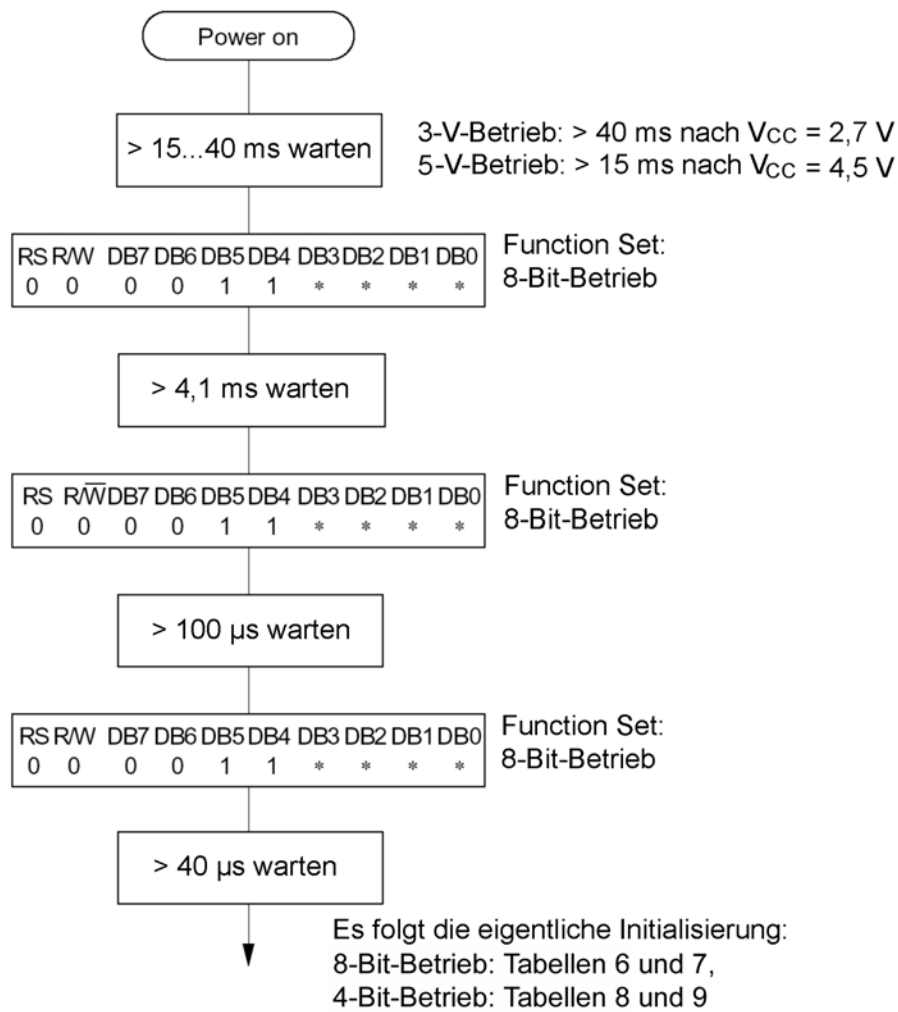 Power on
> 15...40 ms warten
3-V-Betrieb: > 40 ms nach VCC = 2,7 V
5-V-Betrieb: > 15 ms nach VCC = 4,5 V
RS R/W DB7 DB6 DB5 DB4 DB3 DB2 DB1 DB0
0 0 0 0 1 1 * * * *
Function Set:
8-Bit-Betrieb
> 4,1 ms warten
RS R/W̅ DB7 DB6 DB5 DB4 DB3 DB2 DB1 DB0
0 0 0 0 1 1 * * * *
Function Set:
8-Bit-Betrieb
> 100 µs warten
RS R/W DB7 DB6 DB5 DB4 DB3 DB2 DB1 DB0
0 0 0 0 1 1 * * * *
Function Set:
8-Bit-Betrieb
> 40 µs warten
Es folgt die eigentliche Initialisierung:
8-Bit-Betrieb: Tabellen 6 und 7,
4-Bit-Betrieb: Tabellen 8 und 9